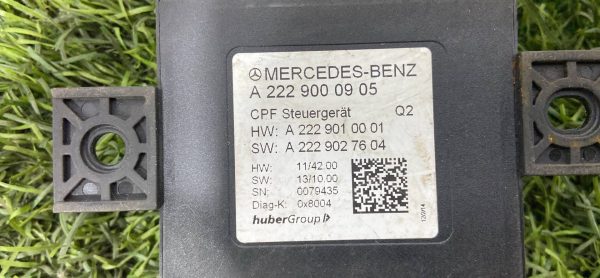 MERCEDES-BENZ
A 222 900 09 05
CPF Steuergerät Q2
HW: A 222 901 00 01
SW: A 222 902 76 04
HW: 11/42.00
SW: 13/10.00
SN: 0079435
Diag-K: 0x8004
huberGroup